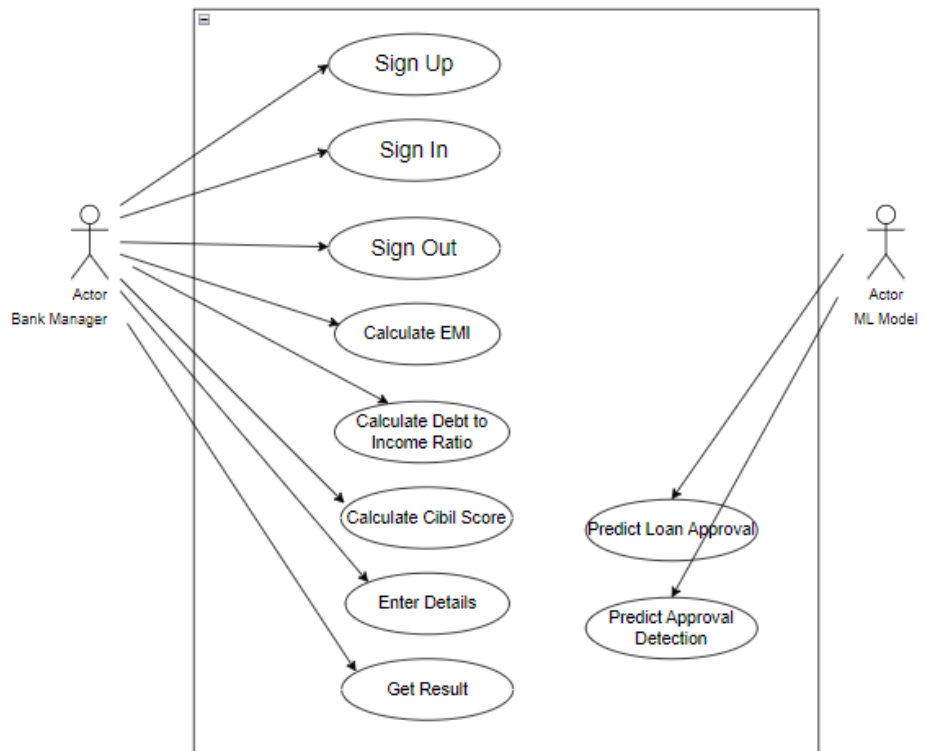 Sign Up
Sign In
Sign Out
Actor
Bank Manager
Actor
ML Model
Calculate EMI
Calculate Debt to
Income Ratio
Calculate Cibil Score
Predict Loan Approval
Enter Details
Predict Approval
Detection
Get Result